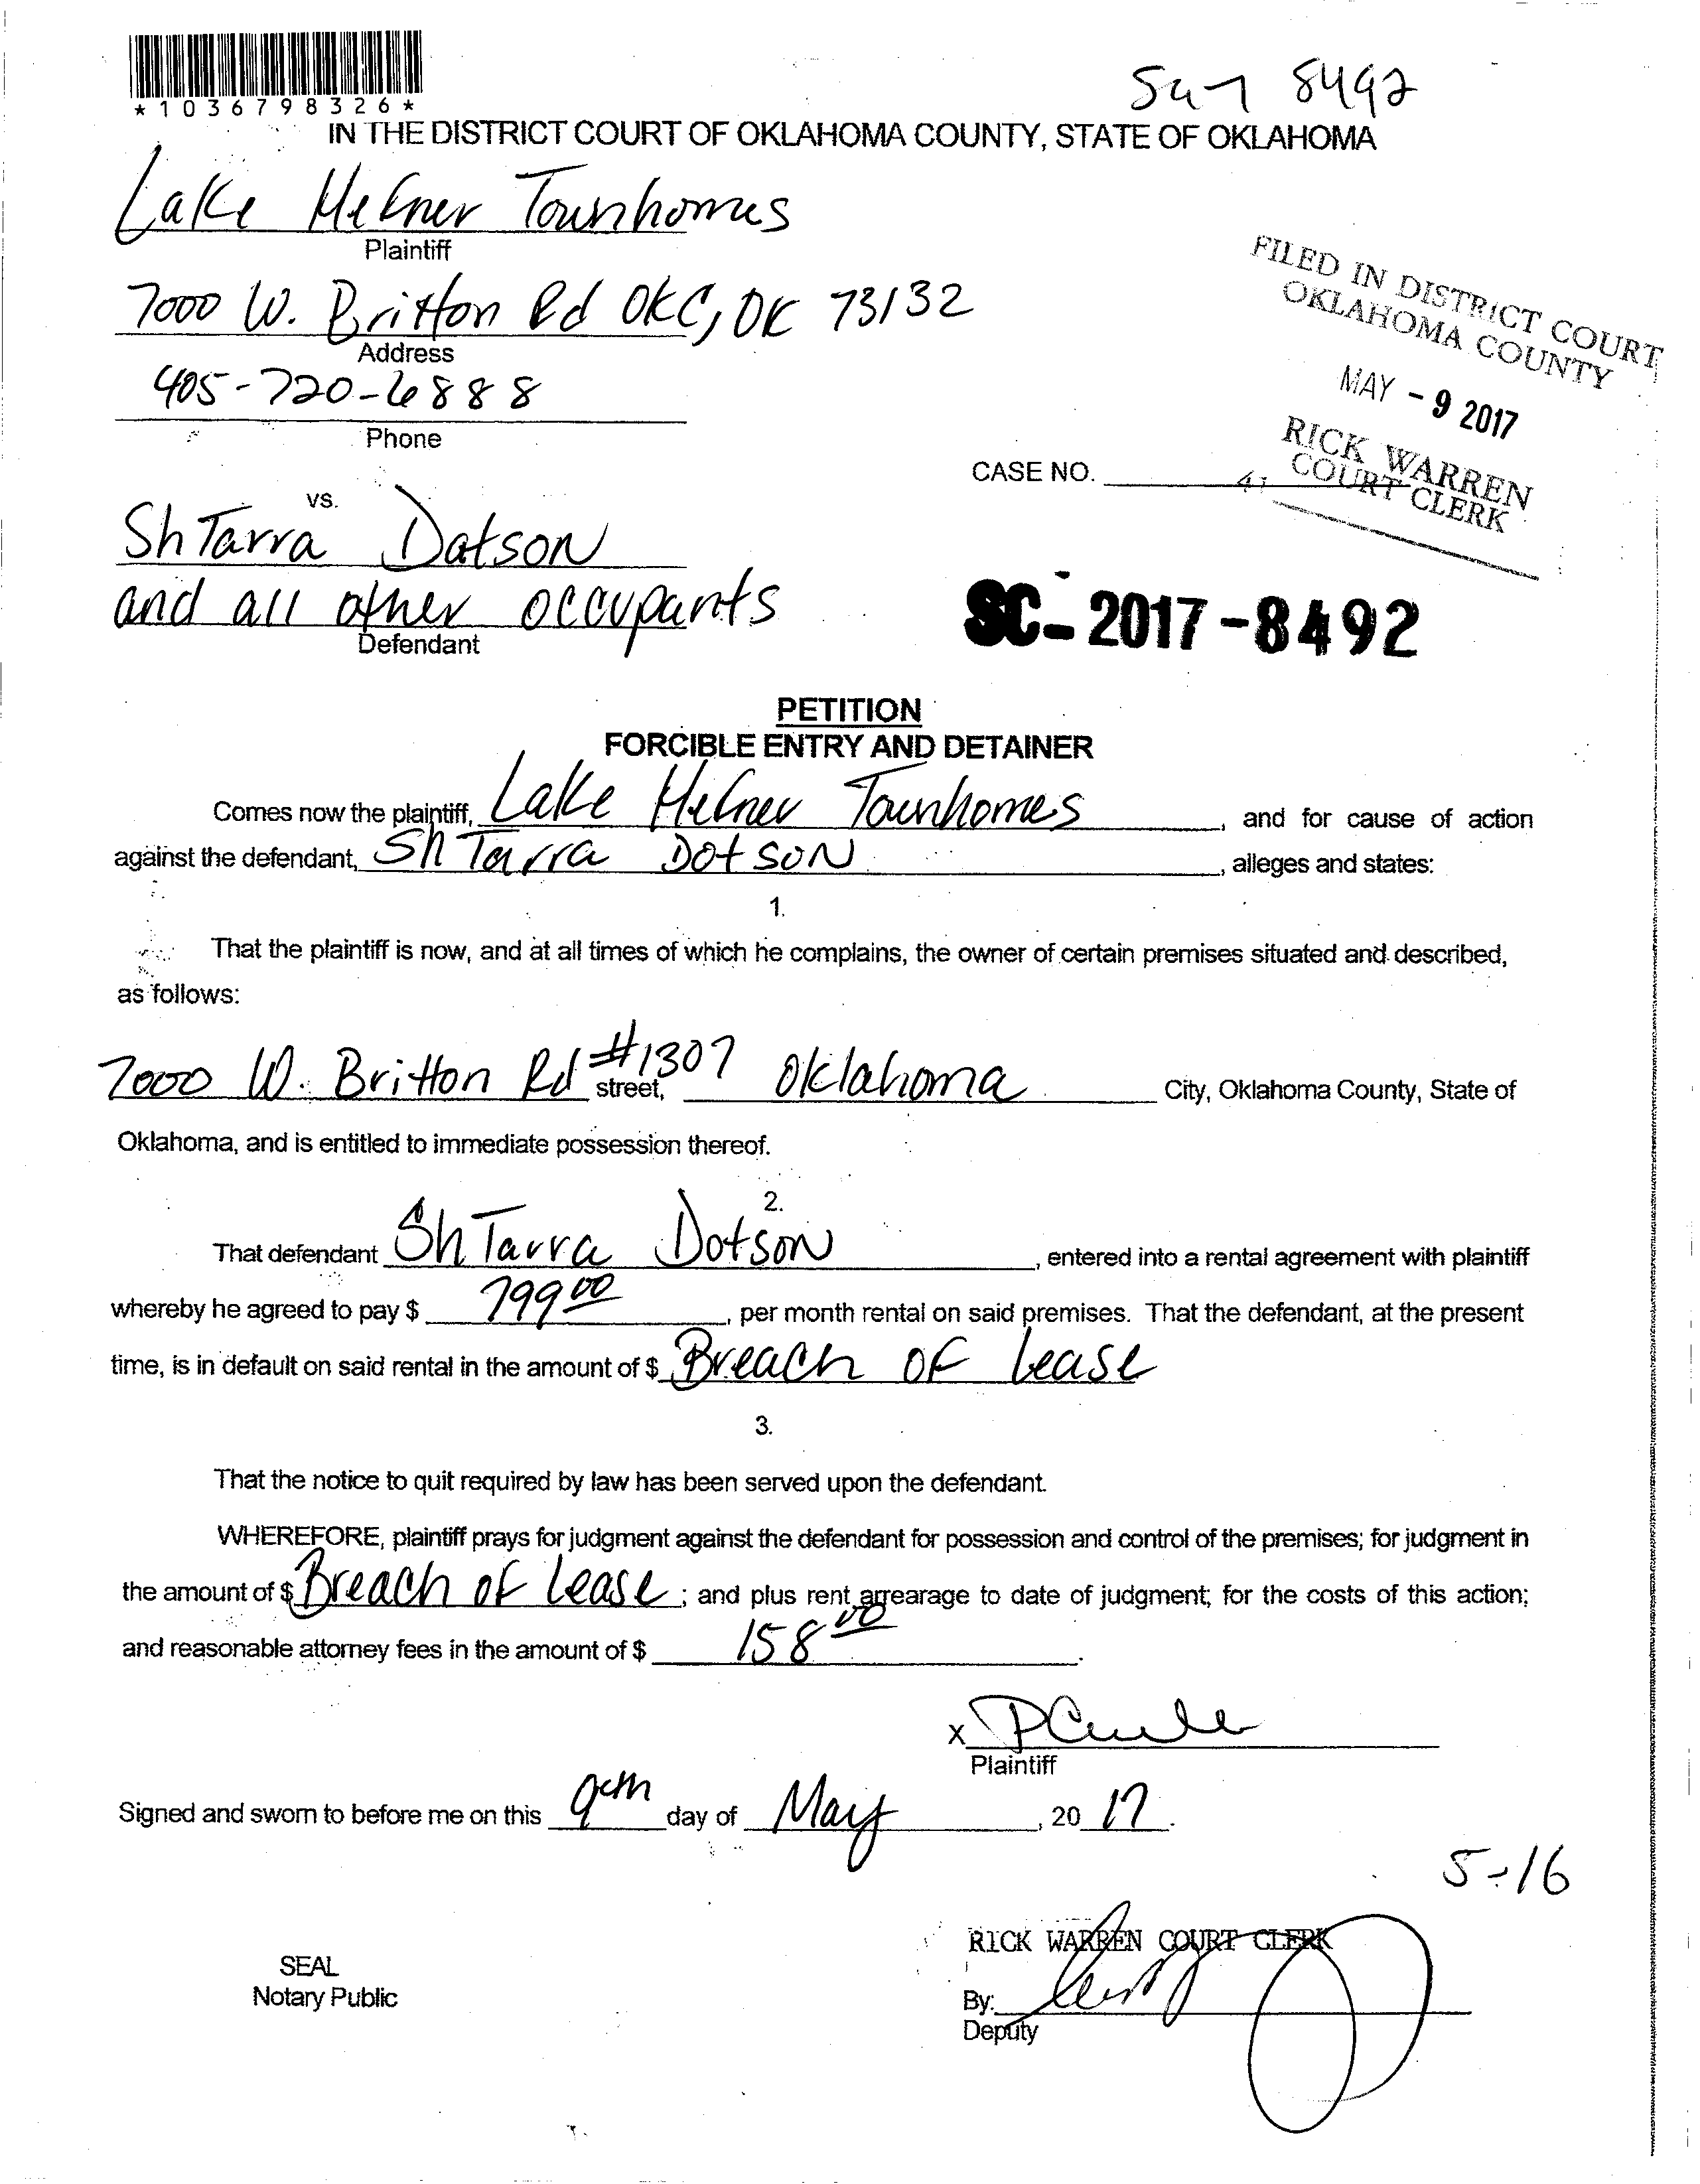 *1036798326*
8492
IN THE DISTRICT COURT OF OKLAHOMA COUNTY, STATE OF OKLAHOMA
Lake Hefner Townhomes
Plaintiff
7000 W. Britton Rd OKC, OK 73132
Address
405-720-6888
Phone
FILED IN DISTRICT COURT
OKLAHOMA COUNTY
MAY - 9 2017
RICK WARREN
COURT CLERK
CASE NO.
41
vs.
ShTarra Dotson
and all other occupants
Defendant
SC-2017-8492
PETITION
FORCIBLE ENTRY AND DETAINER
Comes now the plaintiff, Lake Hefner Townhomes, and for cause of action
against the defendant, ShTarra Dotson, alleges and states:
1.
That the plaintiff is now, and at all times of which he complains, the owner of certain premises situated and described,
as follows:
7000 W. Britton Rd #1307 street, Oklahoma City, Oklahoma County, State of
Oklahoma, and is entitled to immediate possession thereof.
2.
That defendant ShTarra Dotson, entered into a rental agreement with plaintiff
whereby he agreed to pay $ 799 00, per month rental on said premises. That the defendant, at the present
time, is in default on said rental in the amount of $ Breach of Lease
3.
That the notice to quit required by law has been served upon the defendant.
WHEREFORE, plaintiff prays for judgment against the defendant for possession and control of the premises; for judgment in
the amount of $ Breach of Lease; and plus rent arrearage to date of judgment; for the costs of this action;
and reasonable attorney fees in the amount of $ 158 00.
X
Plaintiff
Signed and sworn to before me on this 9th day of May, 2017.
5-16
RICK WARREN COURT CLERK
SEAL
Notary Public
By:
Deputy